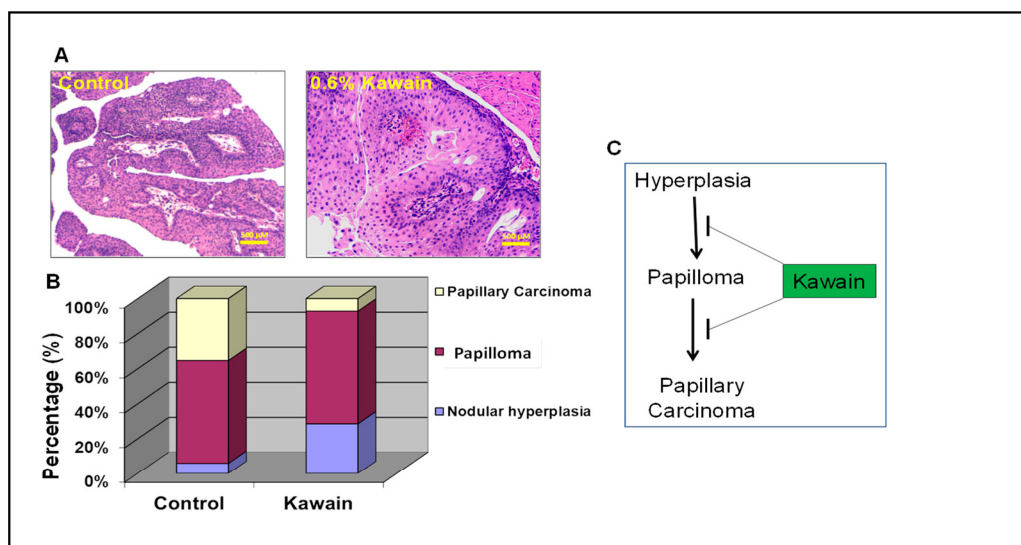 A
Control
0.6% Kawain
500 µM
500 µM
C
Hyperplasia
Papilloma
Kawain
Papillary
Carcinoma
B
Percentage (%)
100%
80%
60%
40%
20%
0%
Control
Kawain
Papillary Carcinoma
Papilloma
Nodular hyperplasia